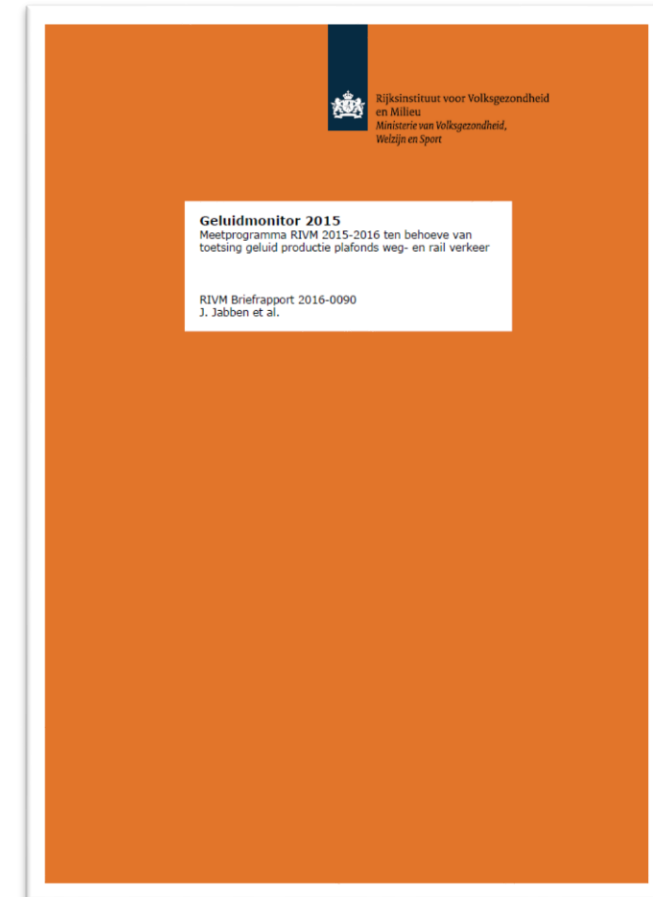 Rijksinstituut voor Volksgezondheid
en Milieu
Ministerie van Volksgezondheid,
Welzijn en Sport
Geluidmonitor 2015
Meetprogramma RIVM 2015-2016 ten behoeve van
toetsing geluid productie plafonds weg- en rail verkeer
RIVM Briefrapport 2016-0090
J. Jabben et al.